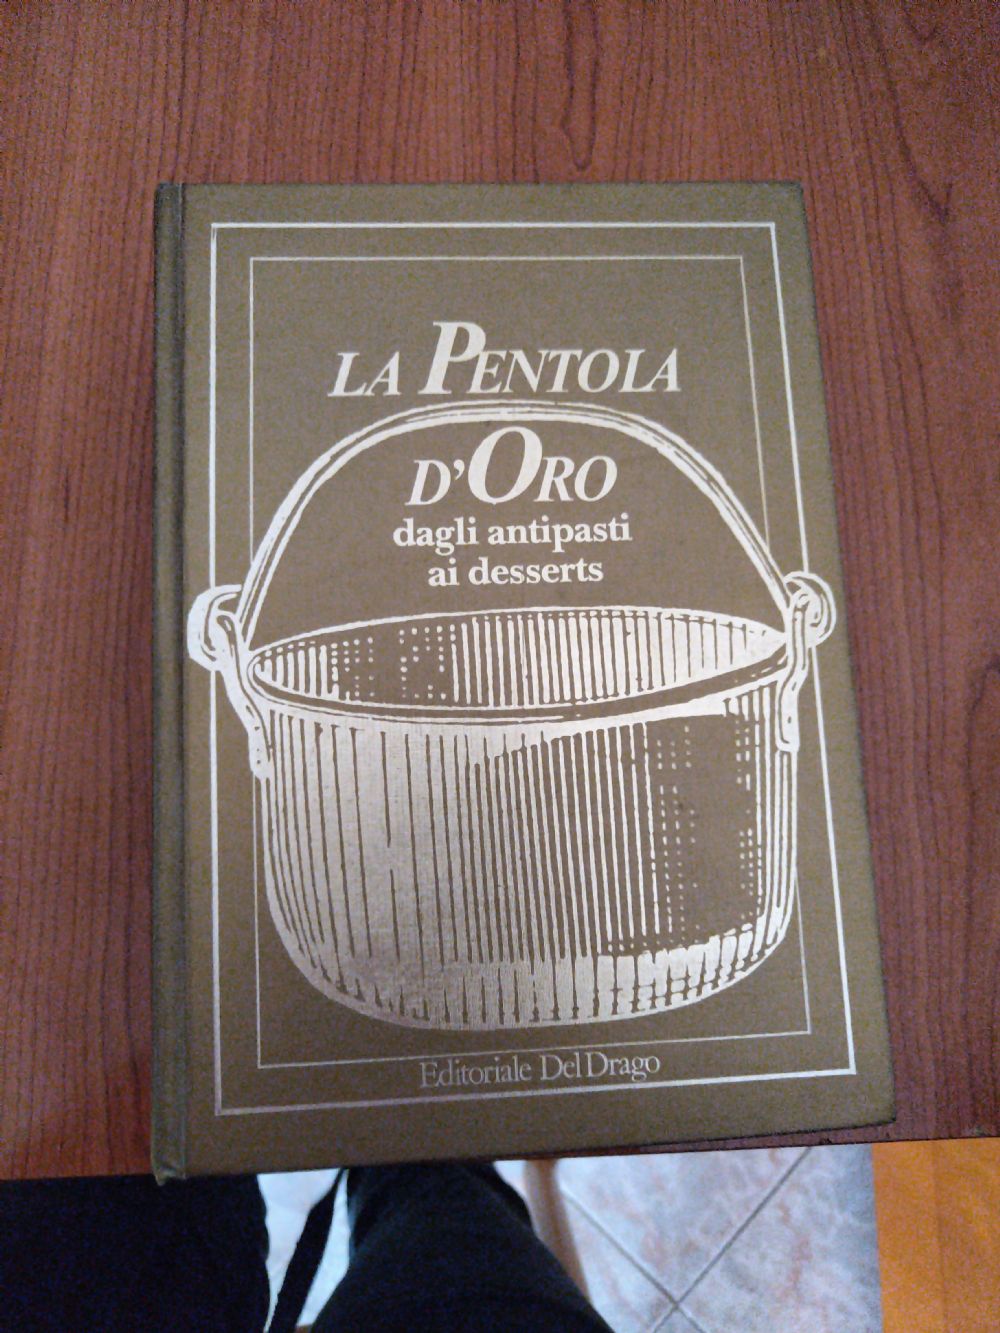 LA PENTOLA
D'ORO
dagli antipasti
ai desserts
Editoriale Del Drago